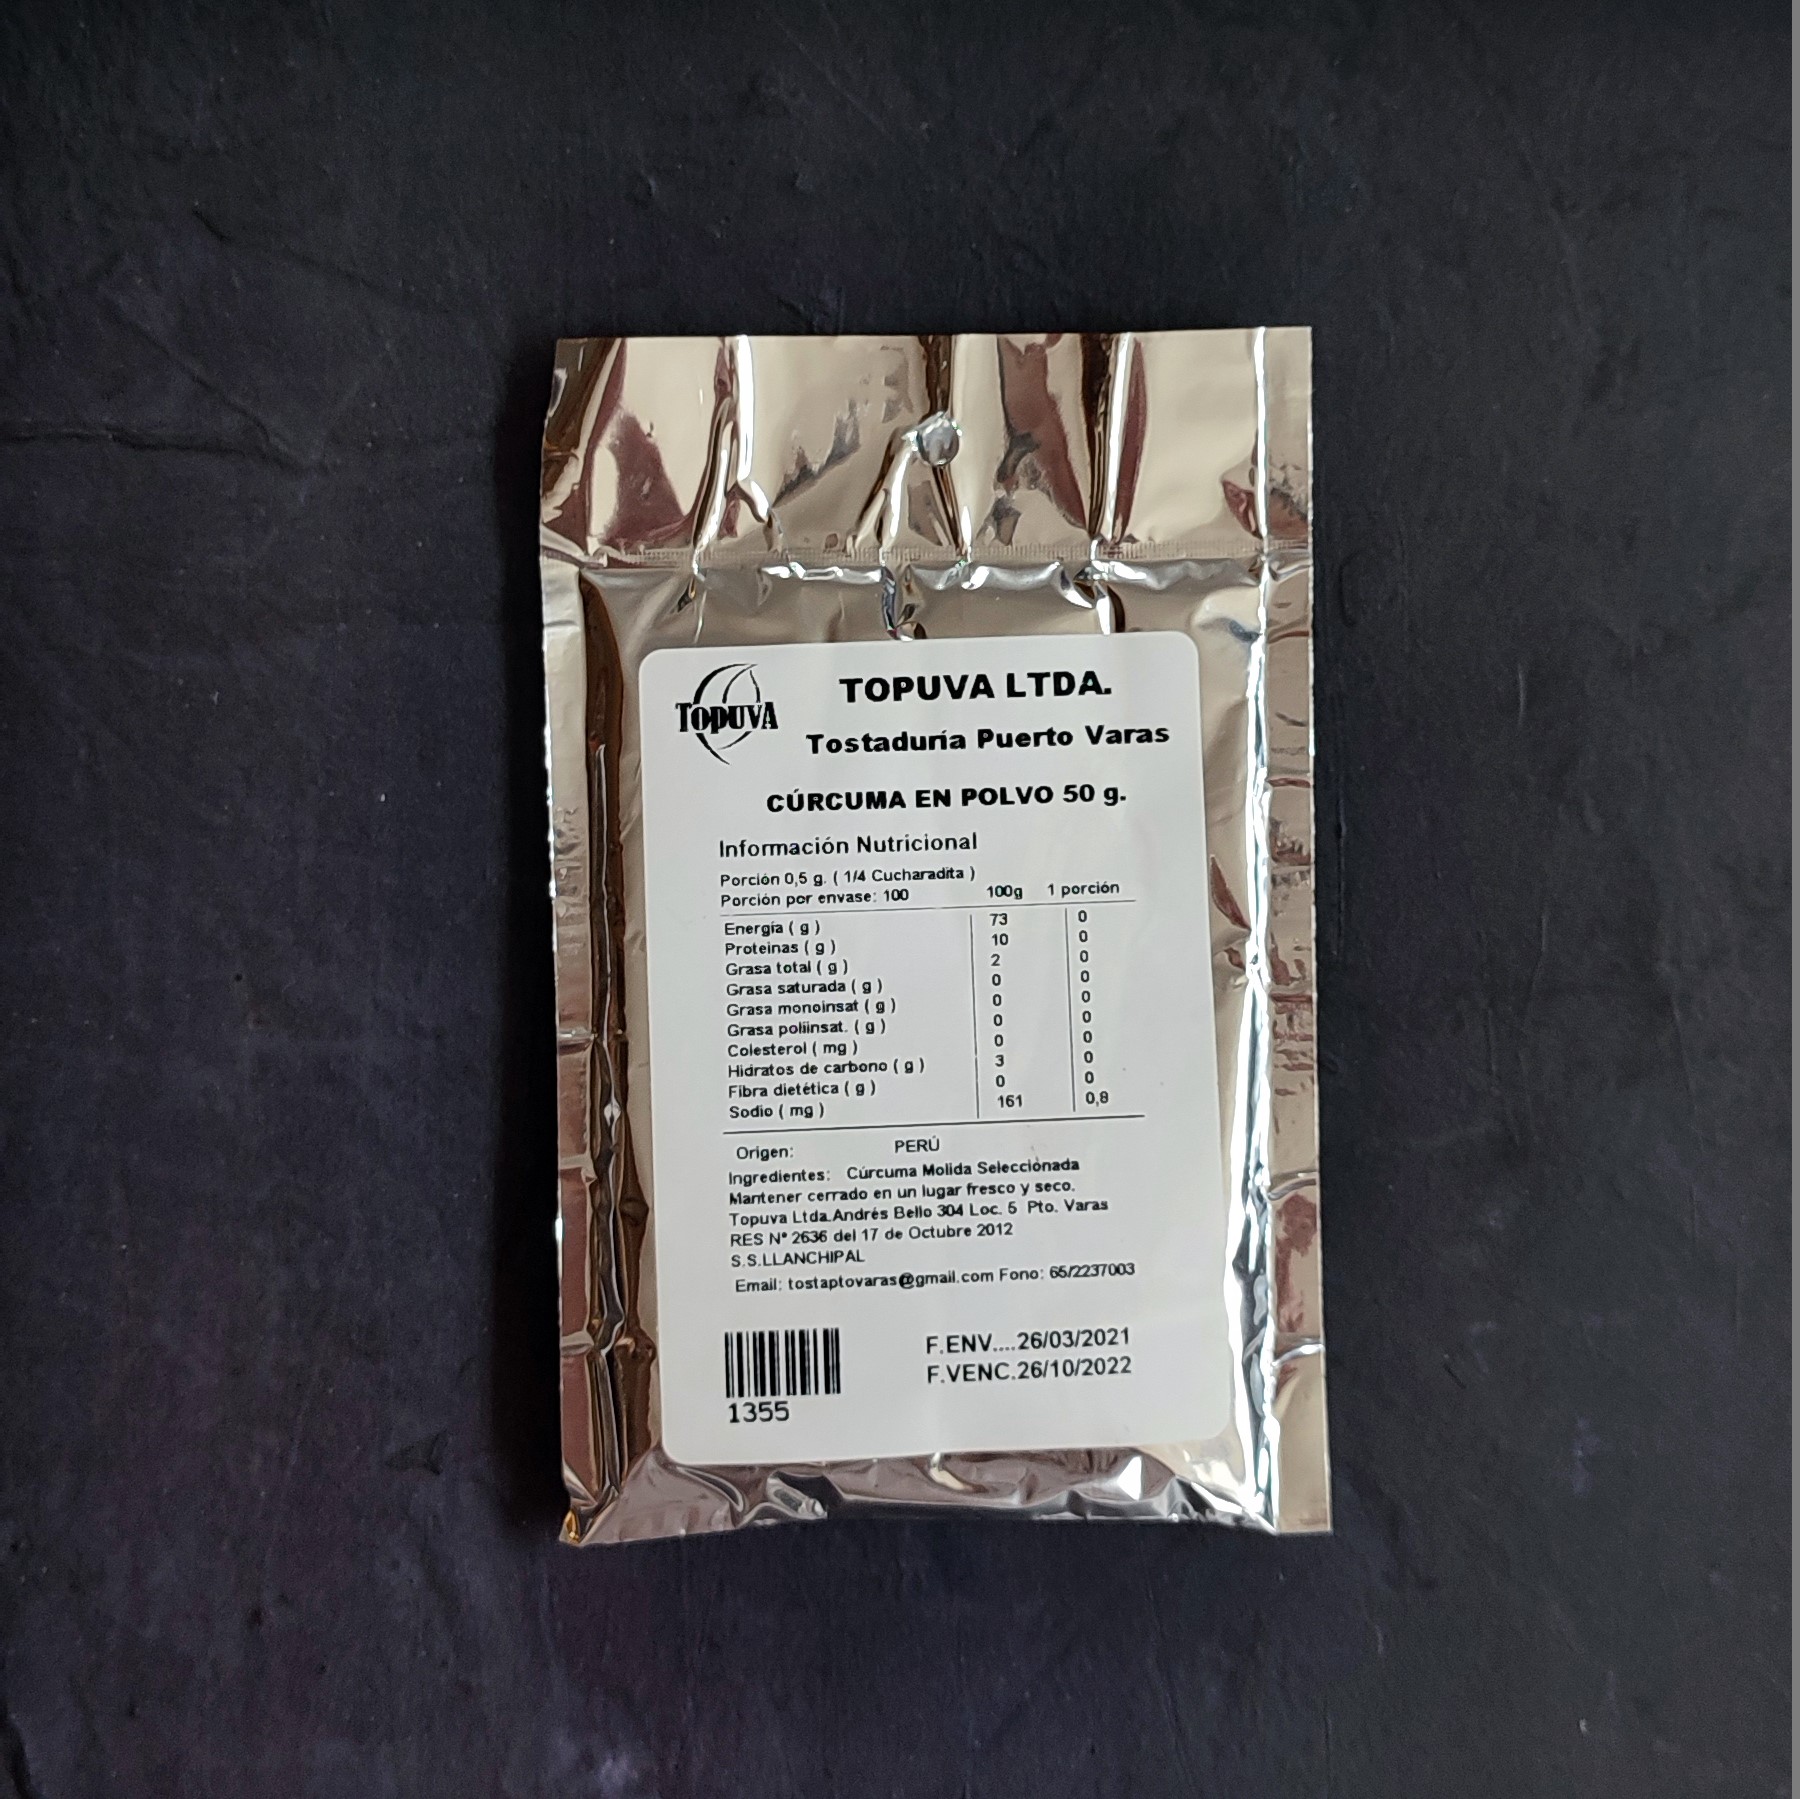 TOPUVA
TOPUVA LTDA.
Tostaduría Puerto Varas
CÚRCUMA EN POLVO 50 g.
Información Nutricional
Porción 0,5 g. ( 1/4 Cucharadita )
Porción por envase: 100 100g 1 porción
Energía ( g ) 73 0
Proteinas ( g ) 10 0
Grasa total ( g ) 2 0
Grasa saturada ( g ) 0 0
Grasa monoinsat ( g ) 0 0
Grasa poliinsat. ( g ) 0 0
Colesterol ( mg ) 0 0
Hidratos de carbono ( g ) 3 0
Fibra dietética ( g ) 0 0
Sodio ( mg ) 161 0,8
Origen: PERÚ
Ingredientes: Cúrcuma Molida Seleccionada
Mantener cerrado en un lugar fresco y seco.
Topuva Ltda.Andrés Bello 304 Loc. 5 Pto. Varas
RES N° 2636 del 17 de Octubre 2012
S.S.LLANCHIPAL
Email: tostaptovaras@gmail.com Fono: 65/2237003
F.ENV....26/03/2021
F.VENC.26/10/2022
1355